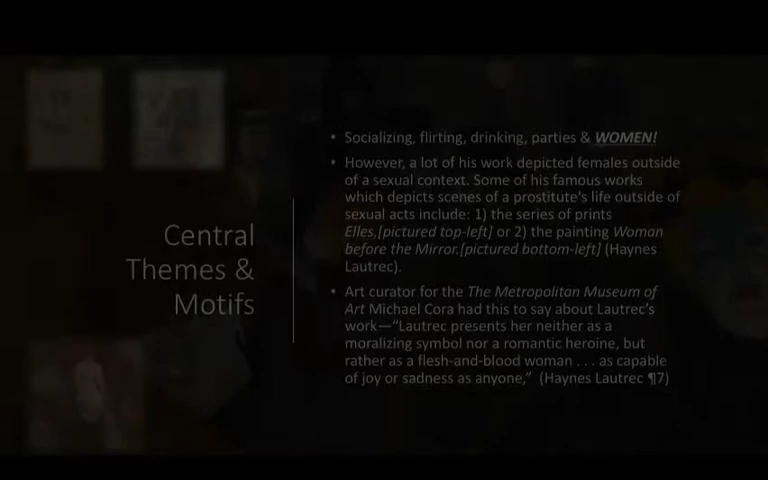 Central
Themes &
Motifs
• Socializing, flirting, drinking, parties & WOMEN!
• However, a lot of his work depicted females outside
of a sexual context. Some of his famous works
which depicts scenes of a prostitute's life outside of
sexual acts include: 1) the series of prints
Elles,[pictured top-left] or 2) the painting Woman
before the Mirror.[pictured bottom-left] (Haynes
Lautrec).
• Art curator for the The Metropolitan Museum of
Art Michael Cora had this to say about Lautrec's
work—“Lautrec presents her neither as a
moralizing symbol nor a romantic heroine, but
rather as a flesh-and-blood woman . . . as capable
of joy or sadness as anyone,” (Haynes Lautrec ¶7)